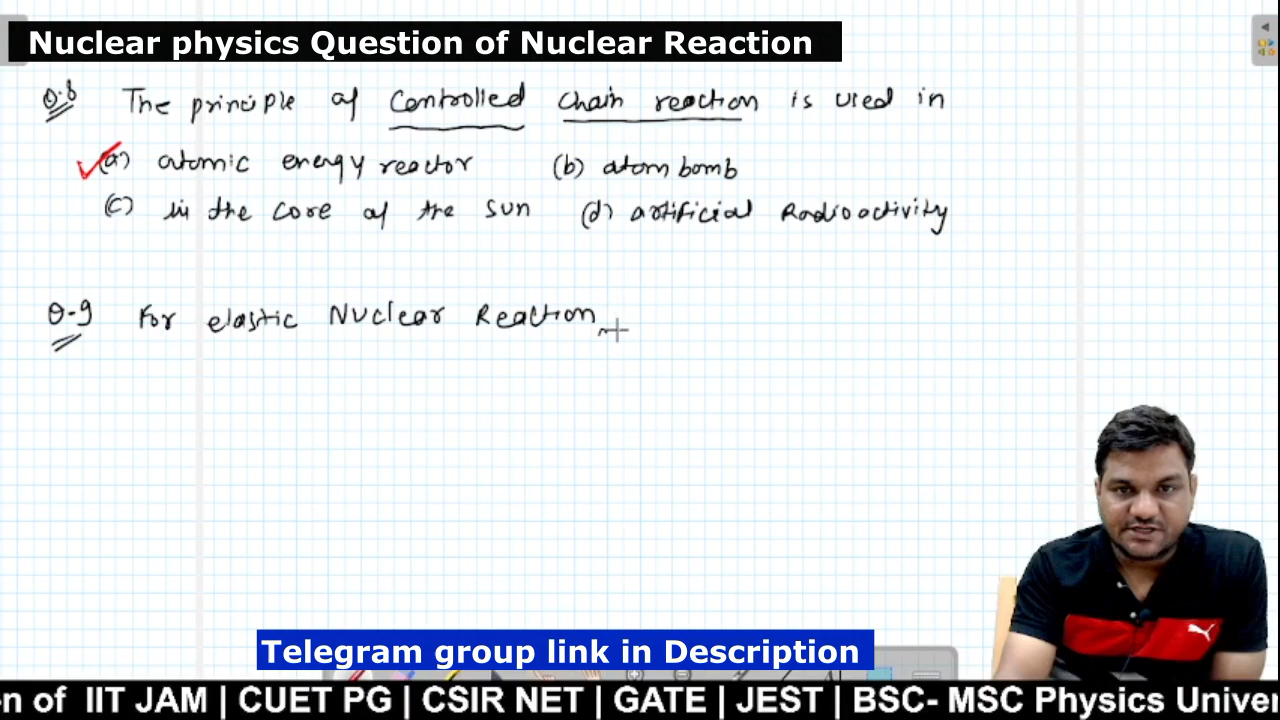 Nuclear physics Question of Nuclear Reaction
Q.8 The principle of controlled chain reaction is used in
(a) atomic energy reactor (b) atom bomb
(c) in the core of the sun (d) artificial Radioactivity
Q-9 For elastic Nuclear Reaction
Telegram group link in Description
n of IIT JAM | CUET PG | CSIR NET | GATE | JEST | BSC- MSC Physics Univer